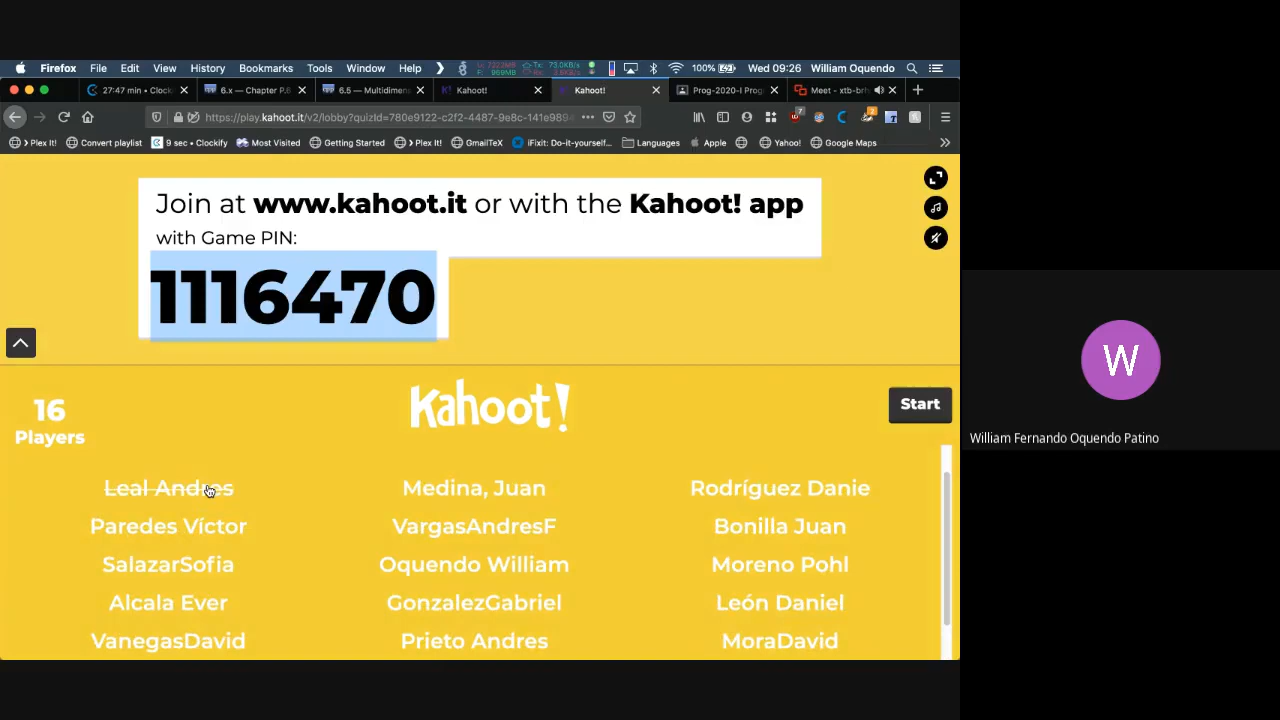 Firefox File Edit View History Bookmarks Tools Window Help 100% Wed 09:26 William Oquendo
27:47 min • Clock 6.x — Chapter P.6 6.5 — Multidimens Kahoot! Kahoot! Prog-2020-I Prog Meet - xtb-brh
https://play.kahoot.it/v2/lobby?quizId=780e9122-c2f2-4487-9e8c-141e989
> Plex It! Convert playlist 9 sec • Clockify Most Visited Getting Started > Plex It! GmailTeX iFixit: Do-it-yourself... Languages Apple Yahoo! Google Maps
Join at www.kahoot.it or with the Kahoot! app
with Game PIN:
1116470
16
Players
Kahoot!
Start
Leal Andres Medina, Juan Rodríguez Danie
Paredes Víctor VargasAndresF Bonilla Juan
SalazarSofia Oquendo William Moreno Pohl
Alcala Ever GonzalezGabriel León Daniel
VanegasDavid Prieto Andres MoraDavid
W
William Fernando Oquendo Patino